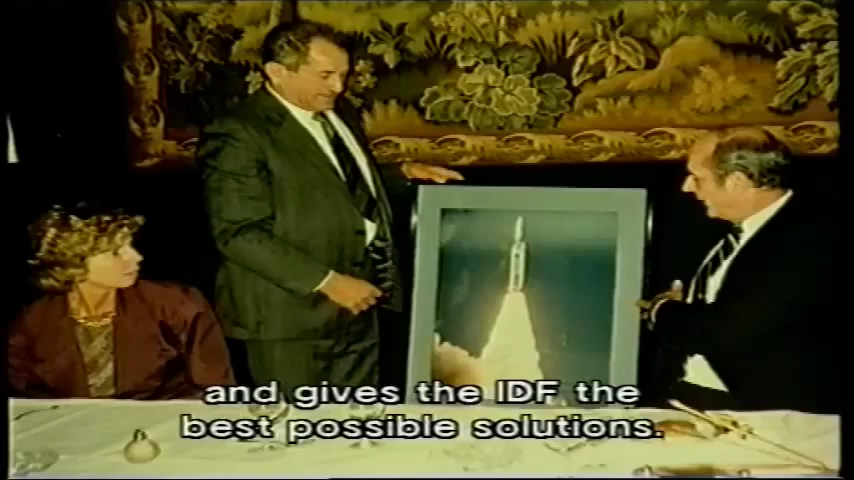 and gives the IDF the
best possible solutions.